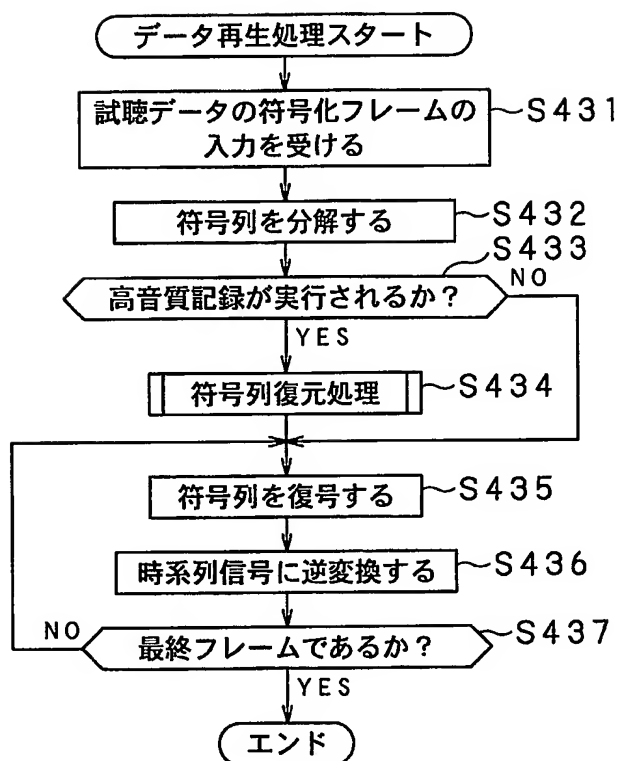 データ再生処理スタート
試聴データの符号化フレームの
入力を受ける
S431
符号列を分解する
S432
S433
高音質記録が実行されるか？
NO
YES
符号列復元処理
S434
符号列を復号する
S435
時系列信号に逆変換する
S436
NO
最終フレームであるか？
S437
YES
エンド